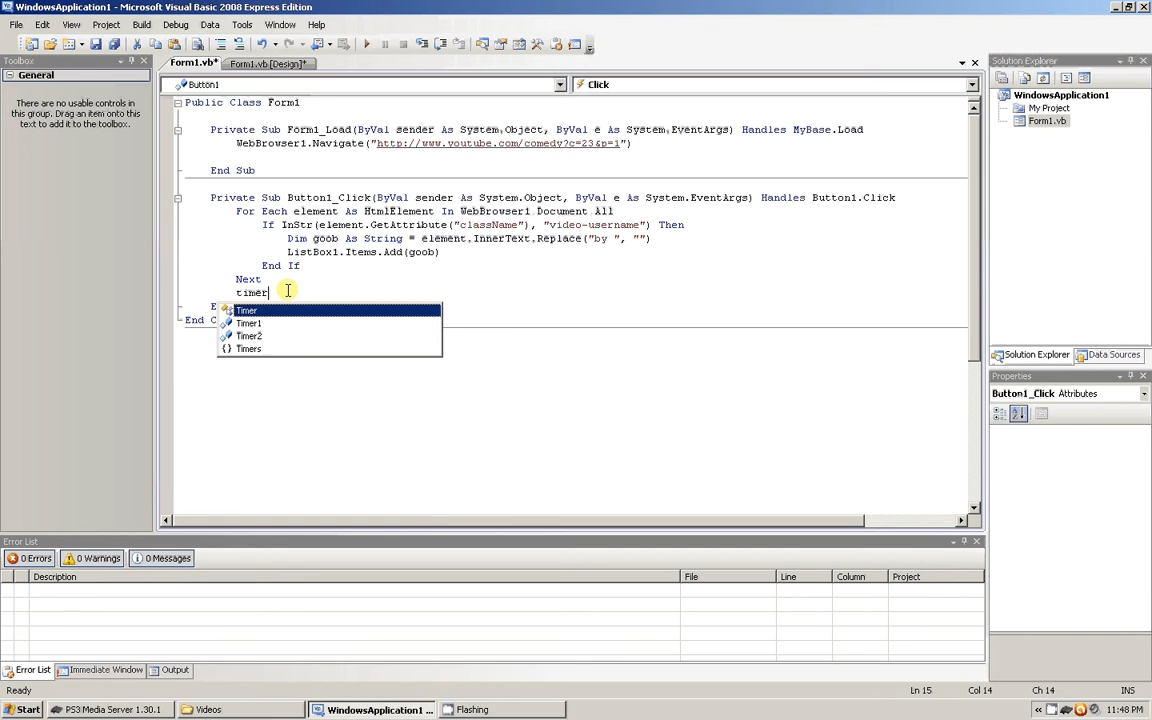 WindowsApplication1 - Microsoft Visual Basic 2008 Express Edition
File Edit View Project Build Debug Data Tools Window Help
Toolbox
General
There are no usable controls in
this group. Drag an item onto this
text to add it to the toolbox.
Form1.vb* Form1.vb [Design]*
Button1 Click
Public Class Form1
Private Sub Form1_Load(ByVal sender As System.Object, ByVal e As System.EventArgs) Handles MyBase.Load
WebBrowser1.Navigate("http://www.youtube.com/comedy?c=23&p=1")
End Sub
Private Sub Button1_Click(ByVal sender As System.Object, ByVal e As System.EventArgs) Handles Button1.Click
For Each element As HtmlElement In WebBrowser1.Document.All
If InStr(element.GetAttribute("className"), "video-username") Then
Dim goob As String = element.InnerText.Replace("by ", "")
ListBox1.Items.Add(goob)
End If
Next
timer
E
End C
Timer
Timer1
Timer2
{} Timers
Solution Explorer
WindowsApplication1
My Project
Form1.vb
Solution Explorer Data Sources
Properties
Button1_Click Attributes
Error List
0 Errors 0 Warnings 0 Messages
Description File Line Column Project
Error List Immediate Window Output
Ready Ln 15 Col 14 Ch 14 INS
Start PS3 Media Server 1.30.1 Videos WindowsApplication1 ... Flashing « 11:48 PM